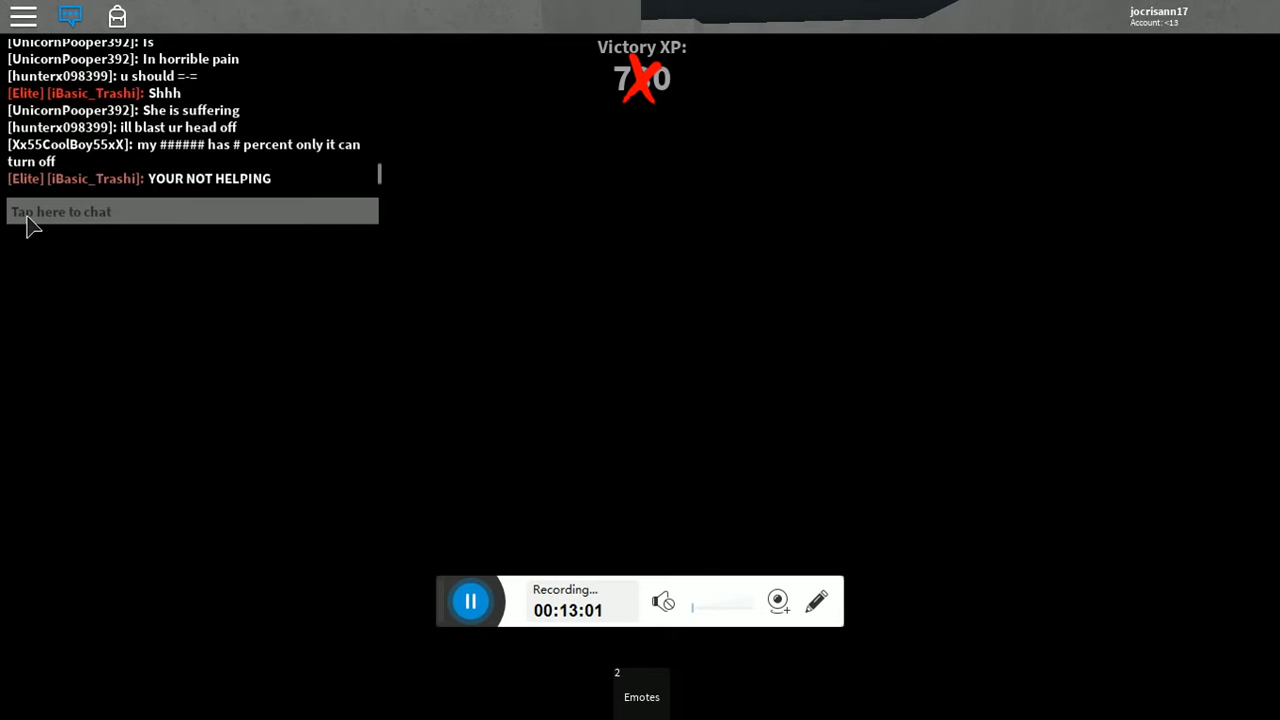 jocrisann17
Account: <13
[UnicornPooper392]: Is
[UnicornPooper392]: In horrible pain
[hunterx098399]: u should =-=
[Elite] [iBasic_Trashi]: Shhh
[UnicornPooper392]: She is suffering
[hunterx098399]: ill blast ur head off
[Xx55CoolBoy55xX]: my ###### has # percent only it can
turn off
[Elite] [iBasic_Trashi]: YOUR NOT HELPING
Tap here to chat
Victory XP:
Recording...
00:13:01
2
Emotes